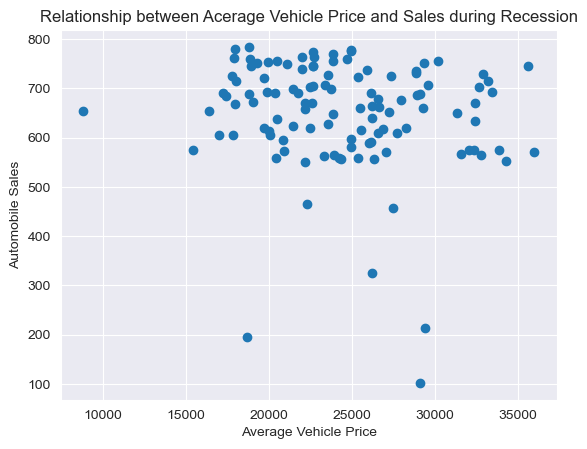 Relationship between Acerage Vehicle Price and Sales during Recession
800
700
600
500
400
300
200
100
Automobile Sales
10000 15000 20000 25000 30000 35000
Average Vehicle Price